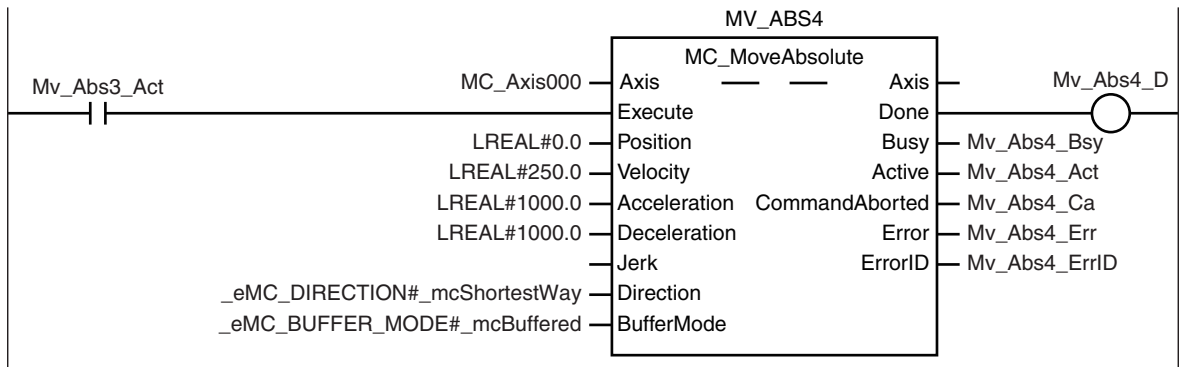 MV_ABS4
MC_MoveAbsolute
Mv_Abs3_Act
MC_Axis000 Axis Axis Mv_Abs4_D
Execute Done
LREAL#0.0 Position Busy Mv_Abs4_Bsy
LREAL#250.0 Velocity Active Mv_Abs4_Act
LREAL#1000.0 Acceleration CommandAborted Mv_Abs4_Ca
LREAL#1000.0 Deceleration Error Mv_Abs4_Err
Jerk ErrorID Mv_Abs4_ErrID
_eMC_DIRECTION#_mcShortestWay Direction
_eMC_BUFFER_MODE#_mcBuffered BufferMode